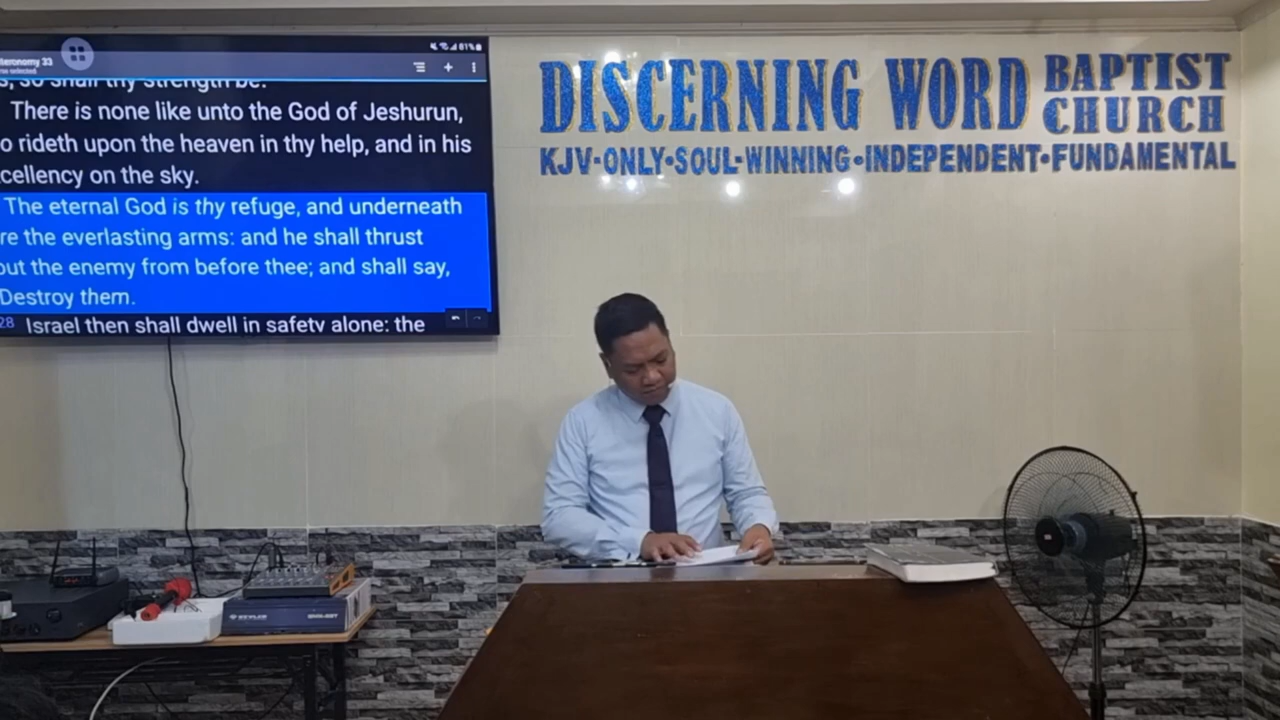 33
81%
s, so shall thy strength be.
There is none like unto the God of Jeshurun,
o rideth upon the heaven in thy help, and in his
cellency on the sky.
The eternal God is thy refuge, and underneath
re the everlasting arms: and he shall thrust
out the enemy from before thee; and shall say,
Destroy them.
28 Israel then shall dwell in safety alone: the
DISCERNING WORD BAPTIST CHURCH
KJV-ONLY•SOUL-WINNING•INDEPENDENT•FUNDAMENTAL